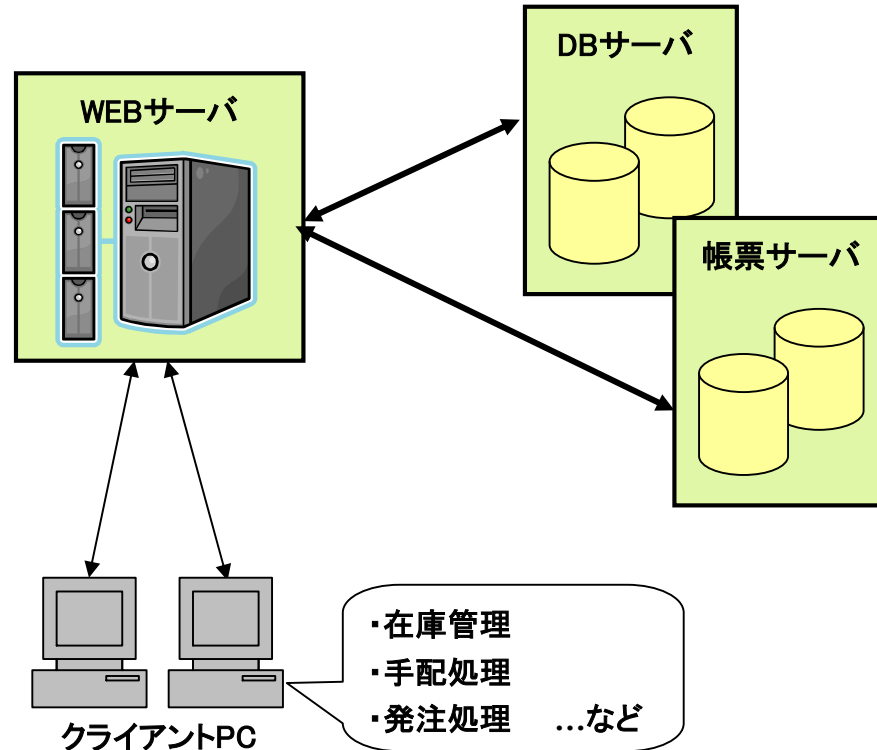 DBサーバ
WEBサーバ
帳票サーバ
・在庫管理
・手配処理
・発注処理　…など
クライアントPC